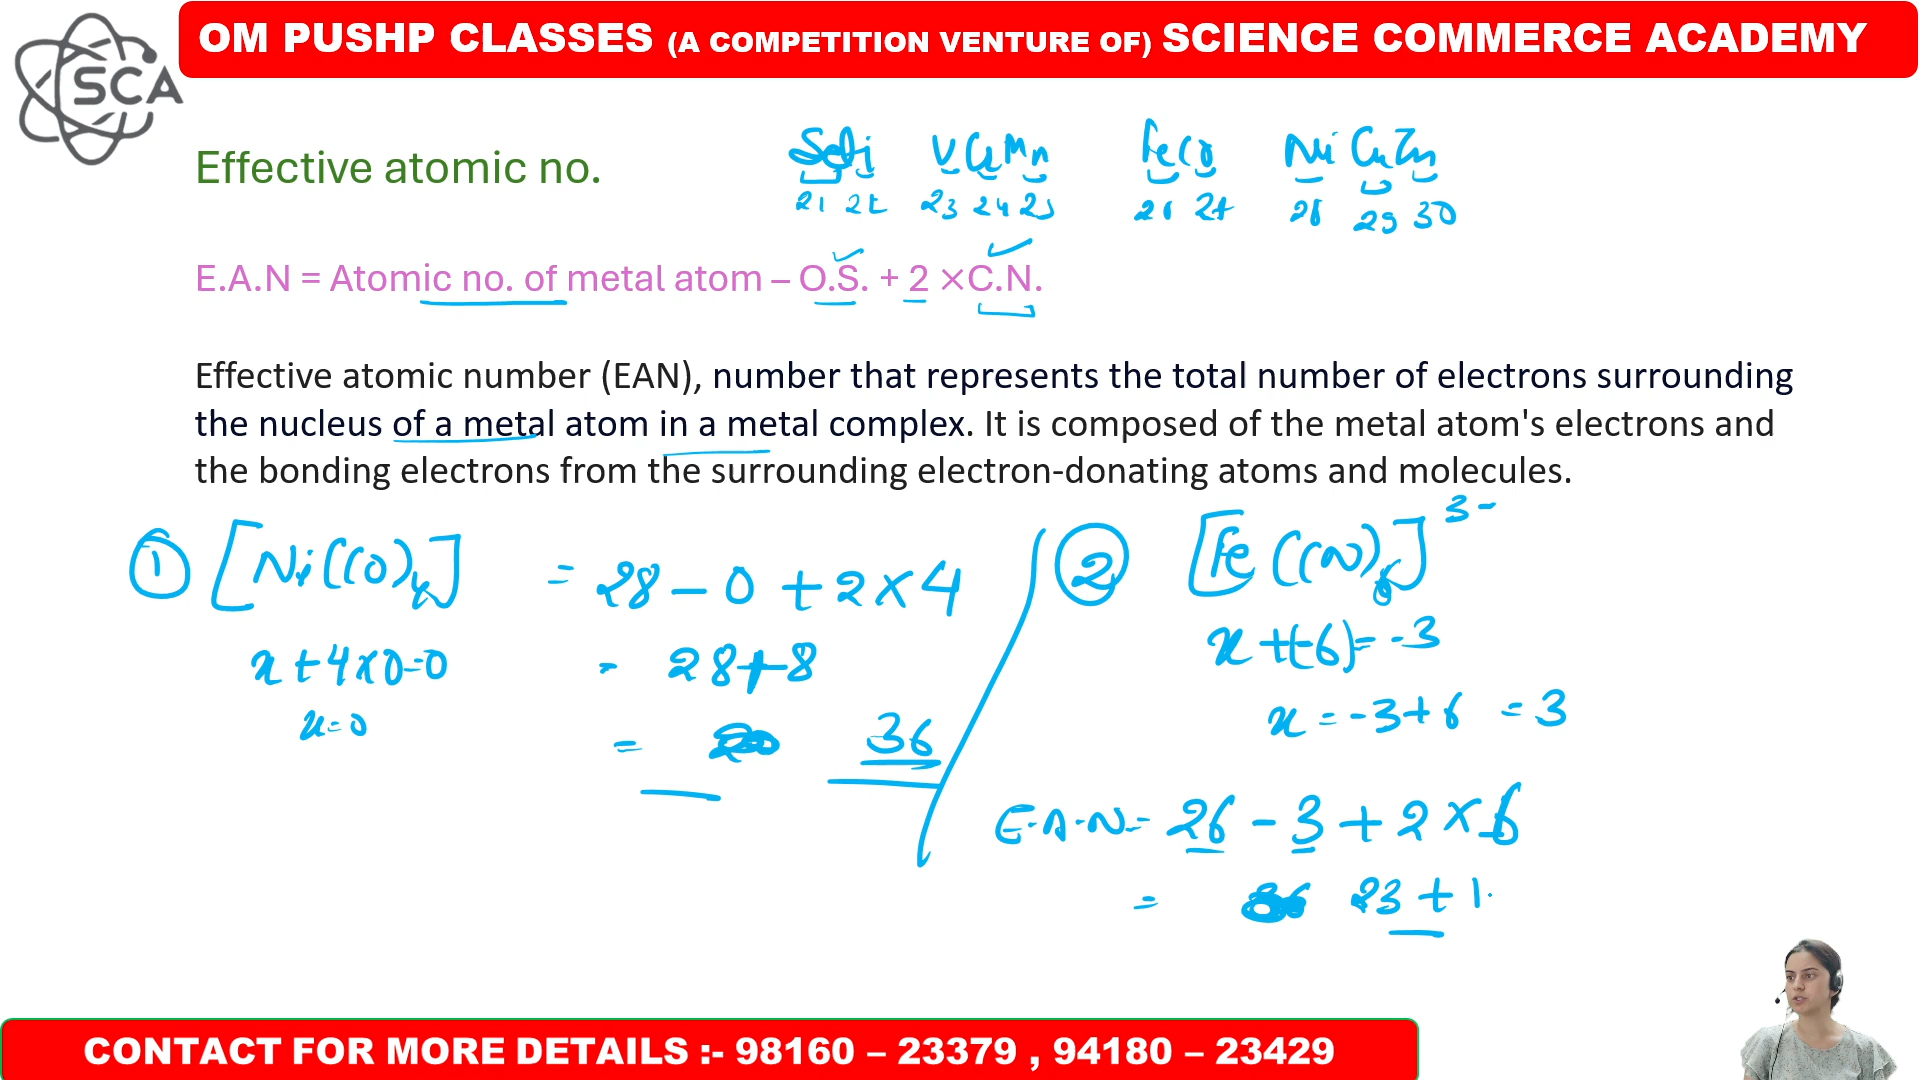 OM PUSHP CLASSES (A COMPETITION VENTURE OF) SCIENCE COMMERCE ACADEMY
SCA
Effective atomic no.
Sc Ti V Cr Mn Fe Co Ni Cu Zn
21 22 23 24 25 26 27 28 29 30
E.A.N = Atomic no. of metal atom – O.S. + 2 ×C.N.
Effective atomic number (EAN), number that represents the total number of electrons surrounding
the nucleus of a metal atom in a metal complex. It is composed of the metal atom's electrons and
the bonding electrons from the surrounding electron-donating atoms and molecules.
① [Ni(CO)4] = 28 – 0 + 2 × 4
x + 4×0=0
= 28+8
x=0
= 36
② [Fe(CN)6]3-
x+(-6)= -3
x = -3+6 = 3
E.A.N = 26 – 3 + 2 × 6
= 23 + 1
CONTACT FOR MORE DETAILS :- 98160 – 23379 , 94180 – 23429